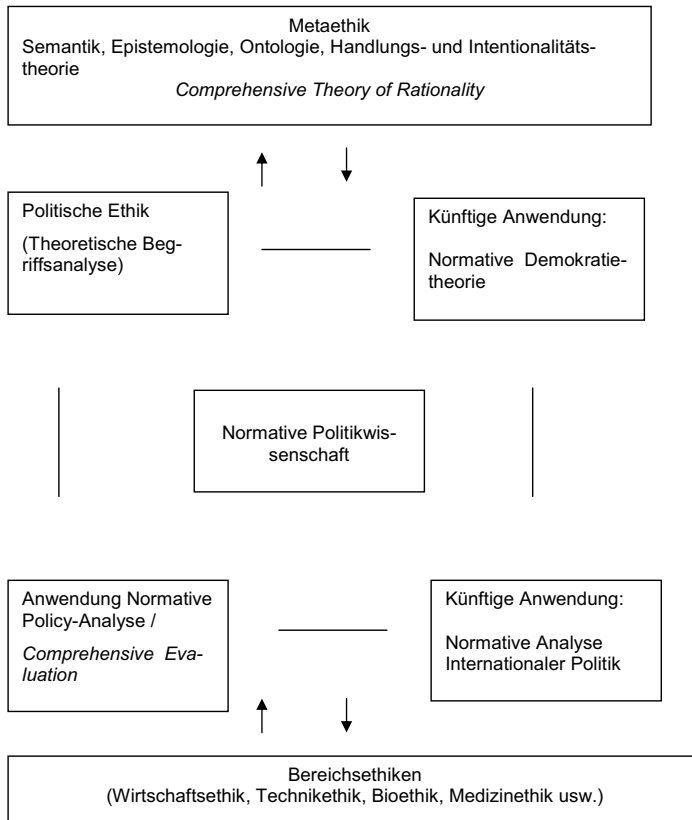 Metaethik
Semantik, Epistemologie, Ontologie, Handlungs- und Intentionalitäts-
theorie
Comprehensive Theory of Rationality
Politische Ethik
(Theoretische Beg-
riffsanalyse)
Künftige Anwendung:
Normative Demokratie-
theorie
Normative Politikwis-
senschaft
Anwendung Normative
Policy-Analyse /
Comprehensive Eva-
luation
Künftige Anwendung:
Normative Analyse
Internationaler Politik
Bereichsethiken
(Wirtschaftsethik, Technikethik, Bioethik, Medizinethik usw.)